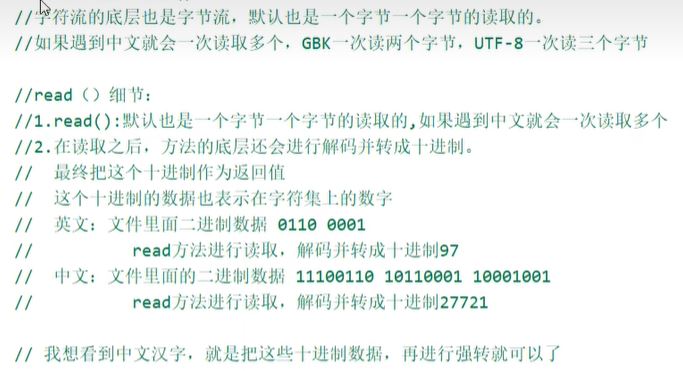 //字符流的底层也是字节流，默认也是一个字节一个字节的读取的。
//如果遇到中文就会一次读取多个，GBK一次读两个字节，UTF-8一次读三个字节
//read（）细节：
//1.read():默认也是一个字节一个字节的读取的,如果遇到中文就会一次读取多个
//2.在读取之后，方法的底层还会进行解码并转成十进制。
// 最终把这个十进制作为返回值
// 这个十进制的数据也表示在字符集上的数字
// 英文：文件里面二进制数据 0110 0001
// read方法进行读取，解码并转成十进制97
// 中文：文件里面的二进制数据 11100110 10110001 10001001
// read方法进行读取，解码并转成十进制27721
// 我想看到中文汉字，就是把这些十进制数据，再进行强转就可以了